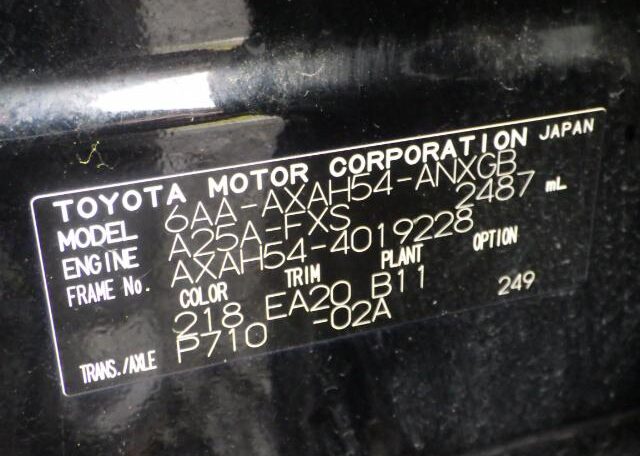 TOYOTA MOTOR CORPORATION JAPAN
MODEL 6AA-AXAH54-ANXGB
ENGINE A25A-FXS 2487 mL
FRAME No. AXAH54-4019228
COLOR TRIM PLANT OPTION
218 EA20 B11 249
TRANS./AXLE P710 -02A